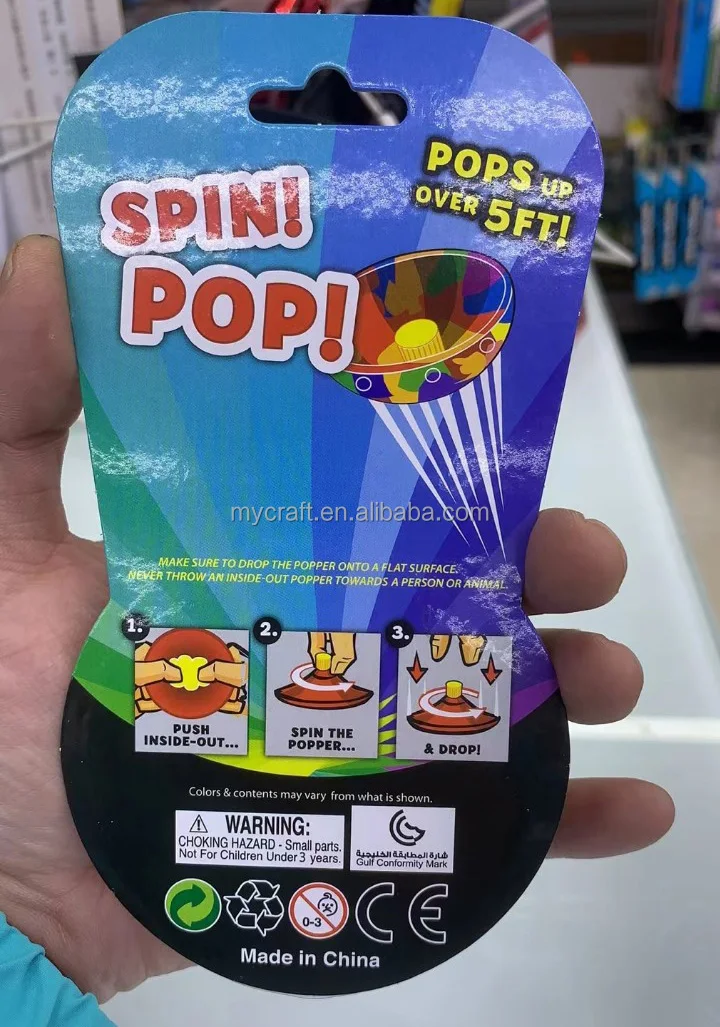 SPIN!
POP!
POPS UP
OVER 5FT!
mycraft.en.alibaba.com
MAKE SURE TO DROP THE POPPER ONTO A FLAT SURFACE.
NEVER THROW AN INSIDE-OUT POPPER TOWARDS A PERSON OR ANIMAL.
1.
PUSH
INSIDE-OUT...
2.
SPIN THE
POPPER...
3.
& DROP!
Colors & contents may vary from what is shown.
WARNING:
CHOKING HAZARD - Small parts.
Not For Children Under 3 years.
شارة المطابقة الخليجية
Gulf Conformity Mark
0-3
CE
Made in China